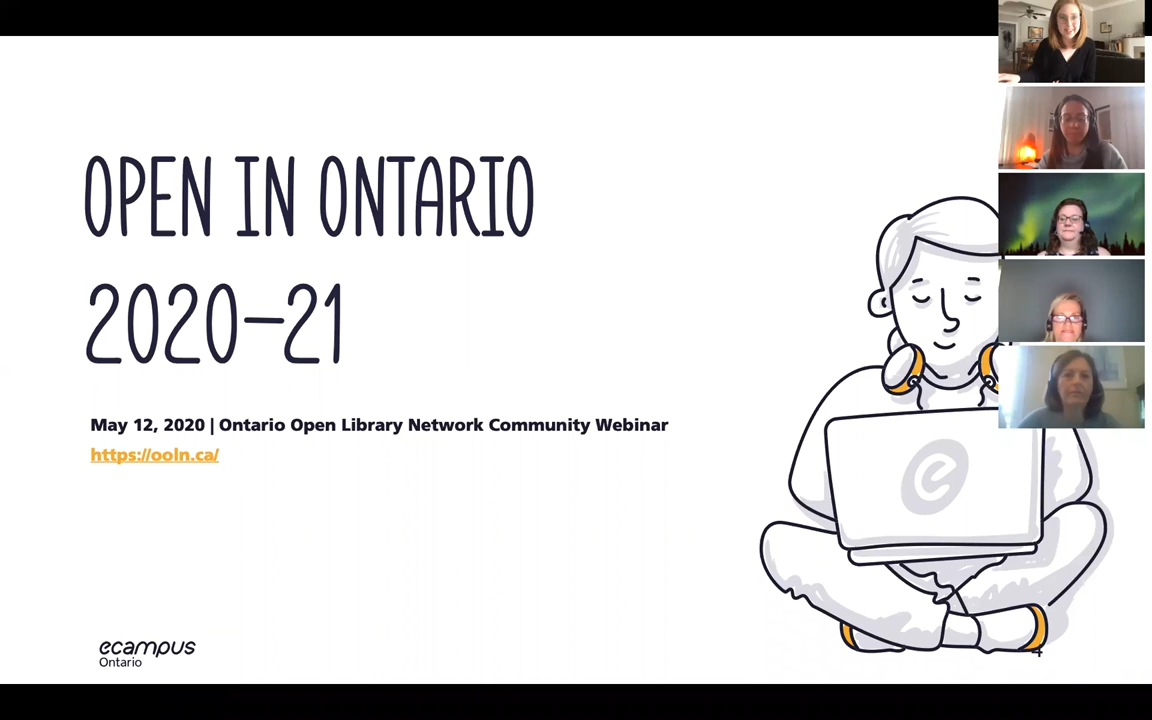 OPEN IN ONTARIO
2020-21
May 12, 2020 | Ontario Open Library Network Community Webinar
https://ooln.ca/
ecampus
Ontario
4